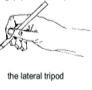 the lateral tripod